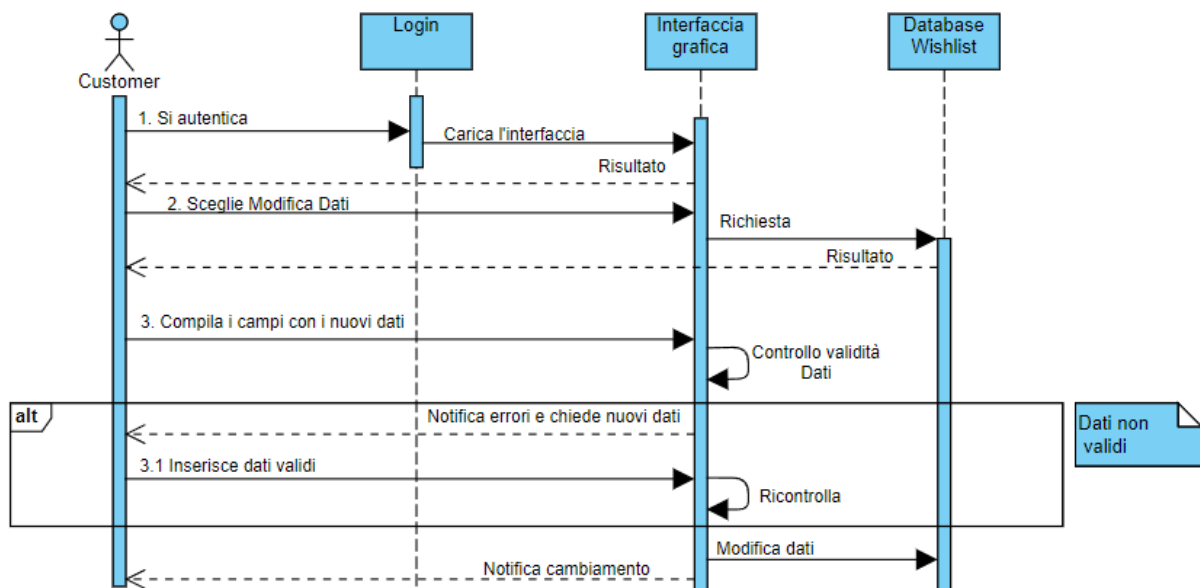 Login
Interfaccia
grafica
Database
Wishlist
Customer
1. Si autentica
Carica l'interfaccia
Risultato
2. Sceglie Modifica Dati
Richiesta
Risultato
3. Compila i campi con i nuovi dati
Controllo validità
Dati
alt
Notifica errori e chiede nuovi dati
Dati non
validi
3.1 Inserisce dati validi
Ricontrolla
Modifica dati
Notifica cambiamento